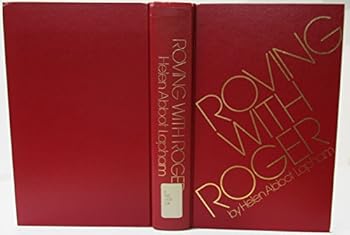 ROVING WITH ROGER
Helen Abbot Lapham
ROVING
WITH
ROGER
by Helen Abbot Lapham